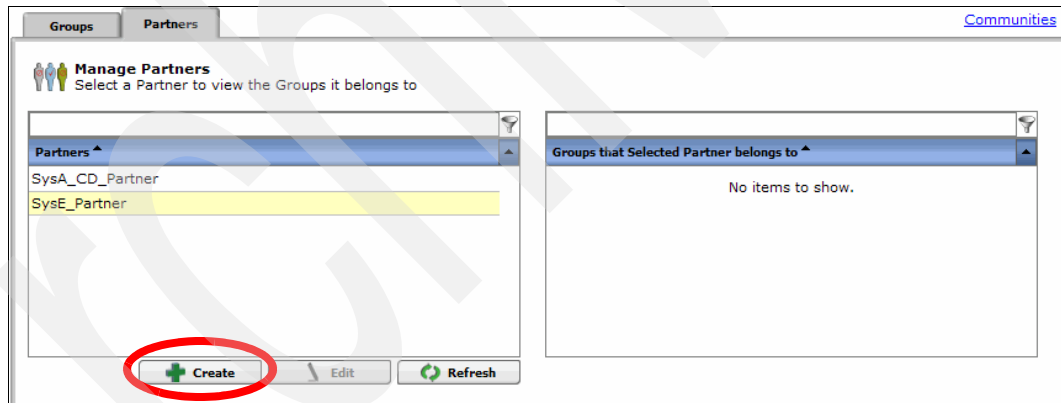 Groups
Partners
Communities
Manage Partners
Select a Partner to view the Groups it belongs to
Partners
Groups that Selected Partner belongs to
SysA_CD_Partner
No items to show.
SysE_Partner
Create
Edit
Refresh